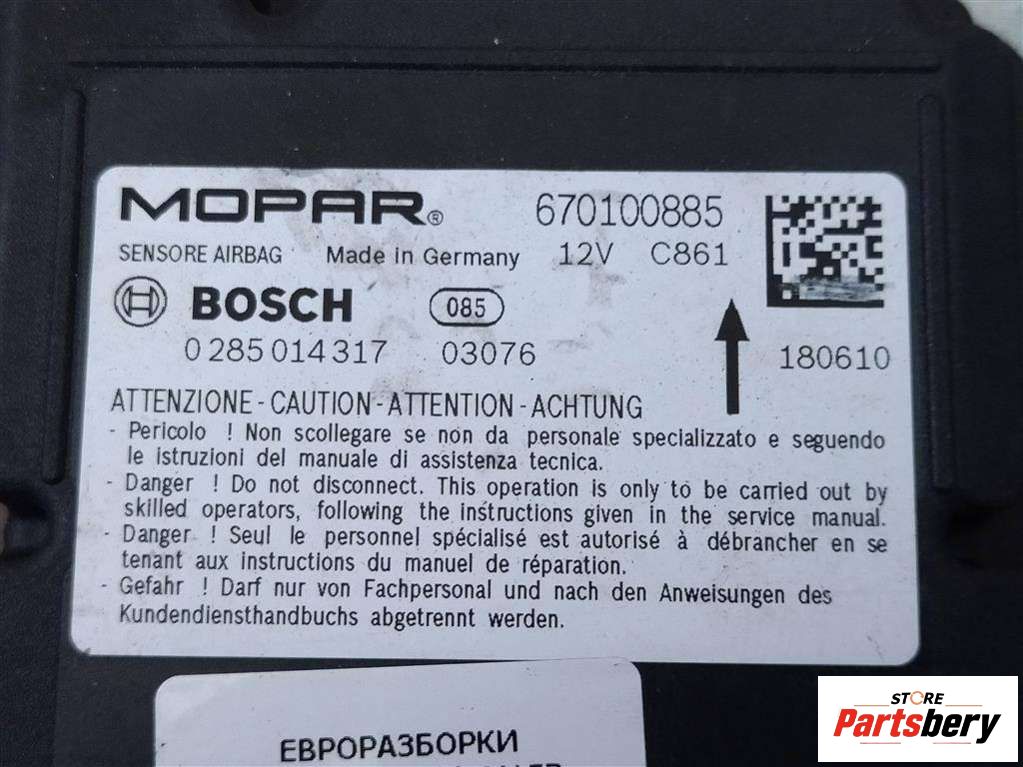 MOPAR® 670100885
SENSORE AIRBAG Made in Germany 12V C861
BOSCH 085
0 285 014 317 03076 180610
ATTENZIONE - CAUTION - ATTENTION - ACHTUNG
- Pericolo ! Non scollegare se non da personale specializzato e seguendo
le istruzioni del manuale di assistenza tecnica.
- Danger ! Do not disconnect. This operation is only to be carried out by
skilled operators, following the instructions given in the service manual.
- Danger ! Seul le personnel spécialisé est autorisé à débrancher en se
tenant aux instructions du manuel de réparation.
- Gefahr ! Darf nur von Fachpersonal und nach den Anweisungen des
Kundendiensthandbuchs abgetrennt werden.
ЕВРОРАЗБОРКИ
STORE
Partsbery